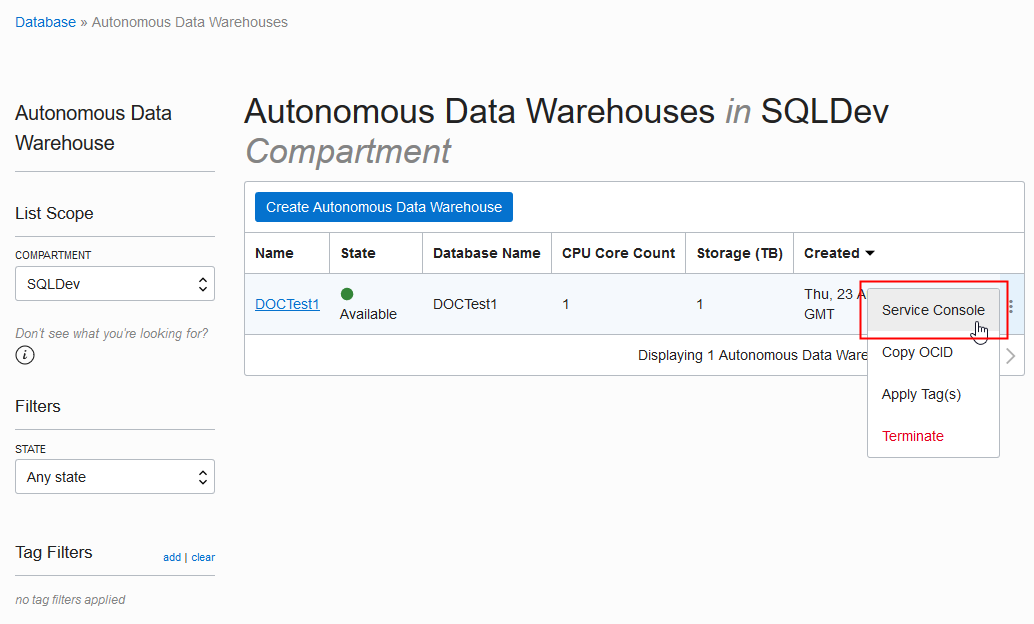 Database » Autonomous Data Warehouses
Autonomous Data
Warehouse
List Scope
COMPARTMENT
SQLDev
Don't see what you're looking for?
i
Filters
STATE
Any state
Tag Filters
add | clear
no tag filters applied
Autonomous Data Warehouses in SQLDev
Compartment
Create Autonomous Data Warehouse
Name State Database Name CPU Core Count Storage (TB) Created
DOCTest1 Available DOCTest1 1 1 Thu, 23
GMT
Displaying 1 Autonomous Data
Service Console
Copy OCID
Apply Tag(s)
Terminate